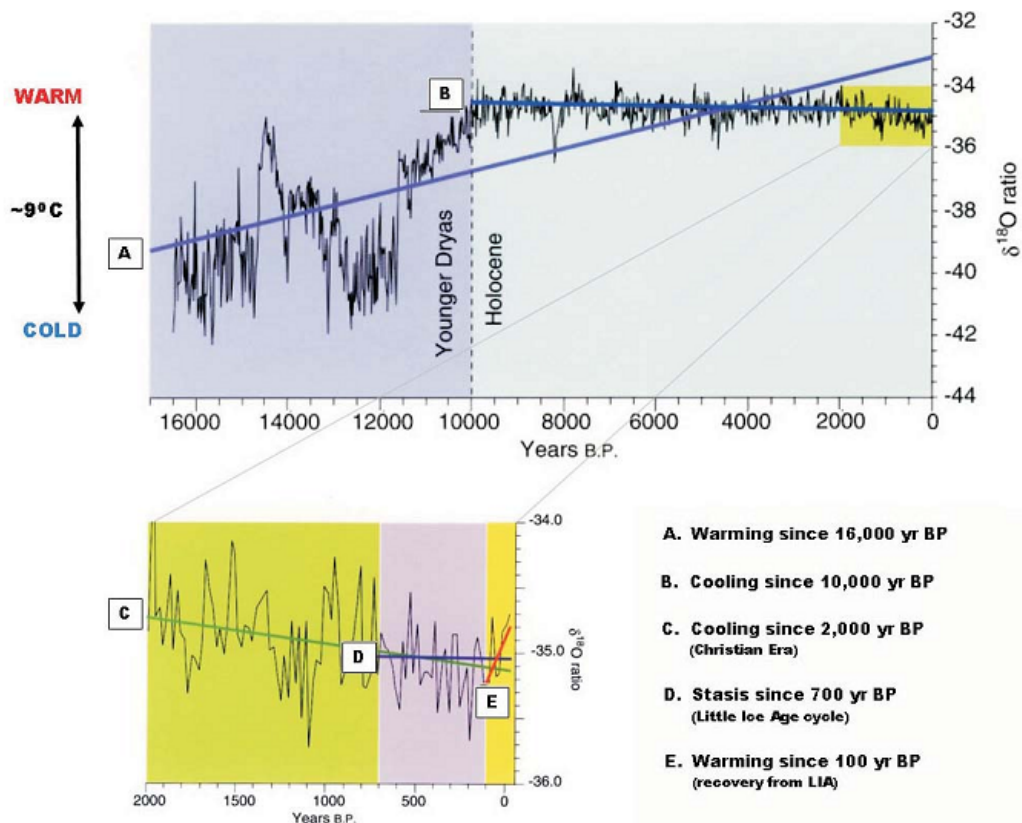 -32
-34
-36
-38
-40
-42
-44
δ18O ratio
WARM
~9ºC
COLD
A
B
Younger Dryas
Holocene
16000 14000 12000 10000 8000 6000 4000 2000 0
Years B.P.
-34.0
-35.0
-36.0
δ18O ratio
C
D
E
2000 1500 1000 500 0
Years B.P.
A. Warming since 16,000 yr BP
B. Cooling since 10,000 yr BP
C. Cooling since 2,000 yr BP
(Christian Era)
D. Stasis since 700 yr BP
(Little Ice Age cycle)
E. Warming since 100 yr BP
(recovery from LIA)